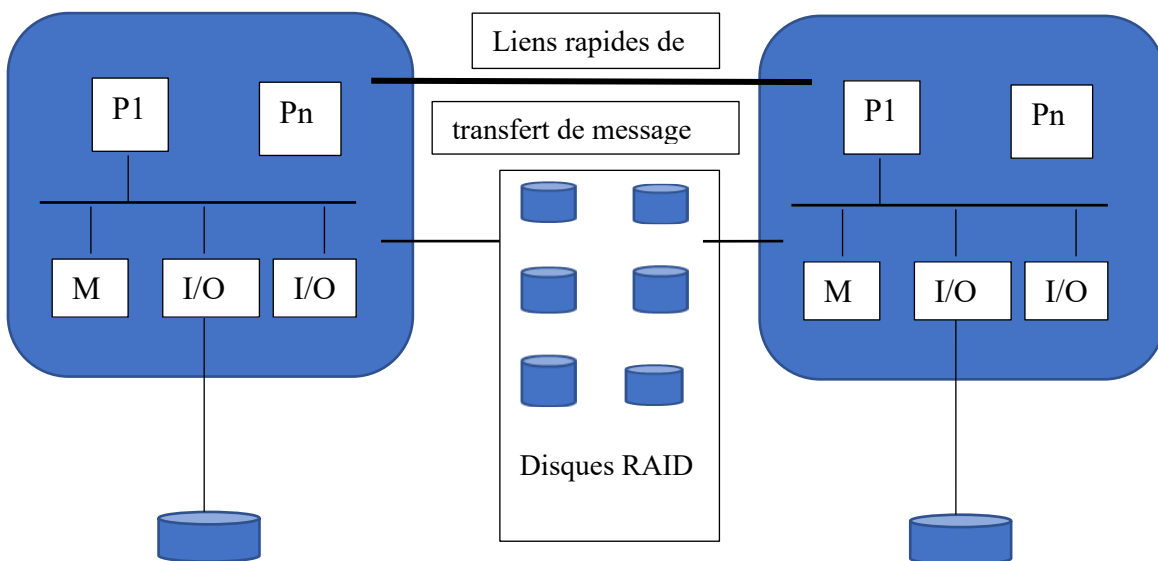 Liens rapides de
P1
Pn
transfert de message
P1
Pn
M
I/O
I/O
M
I/O
I/O
Disques RAID